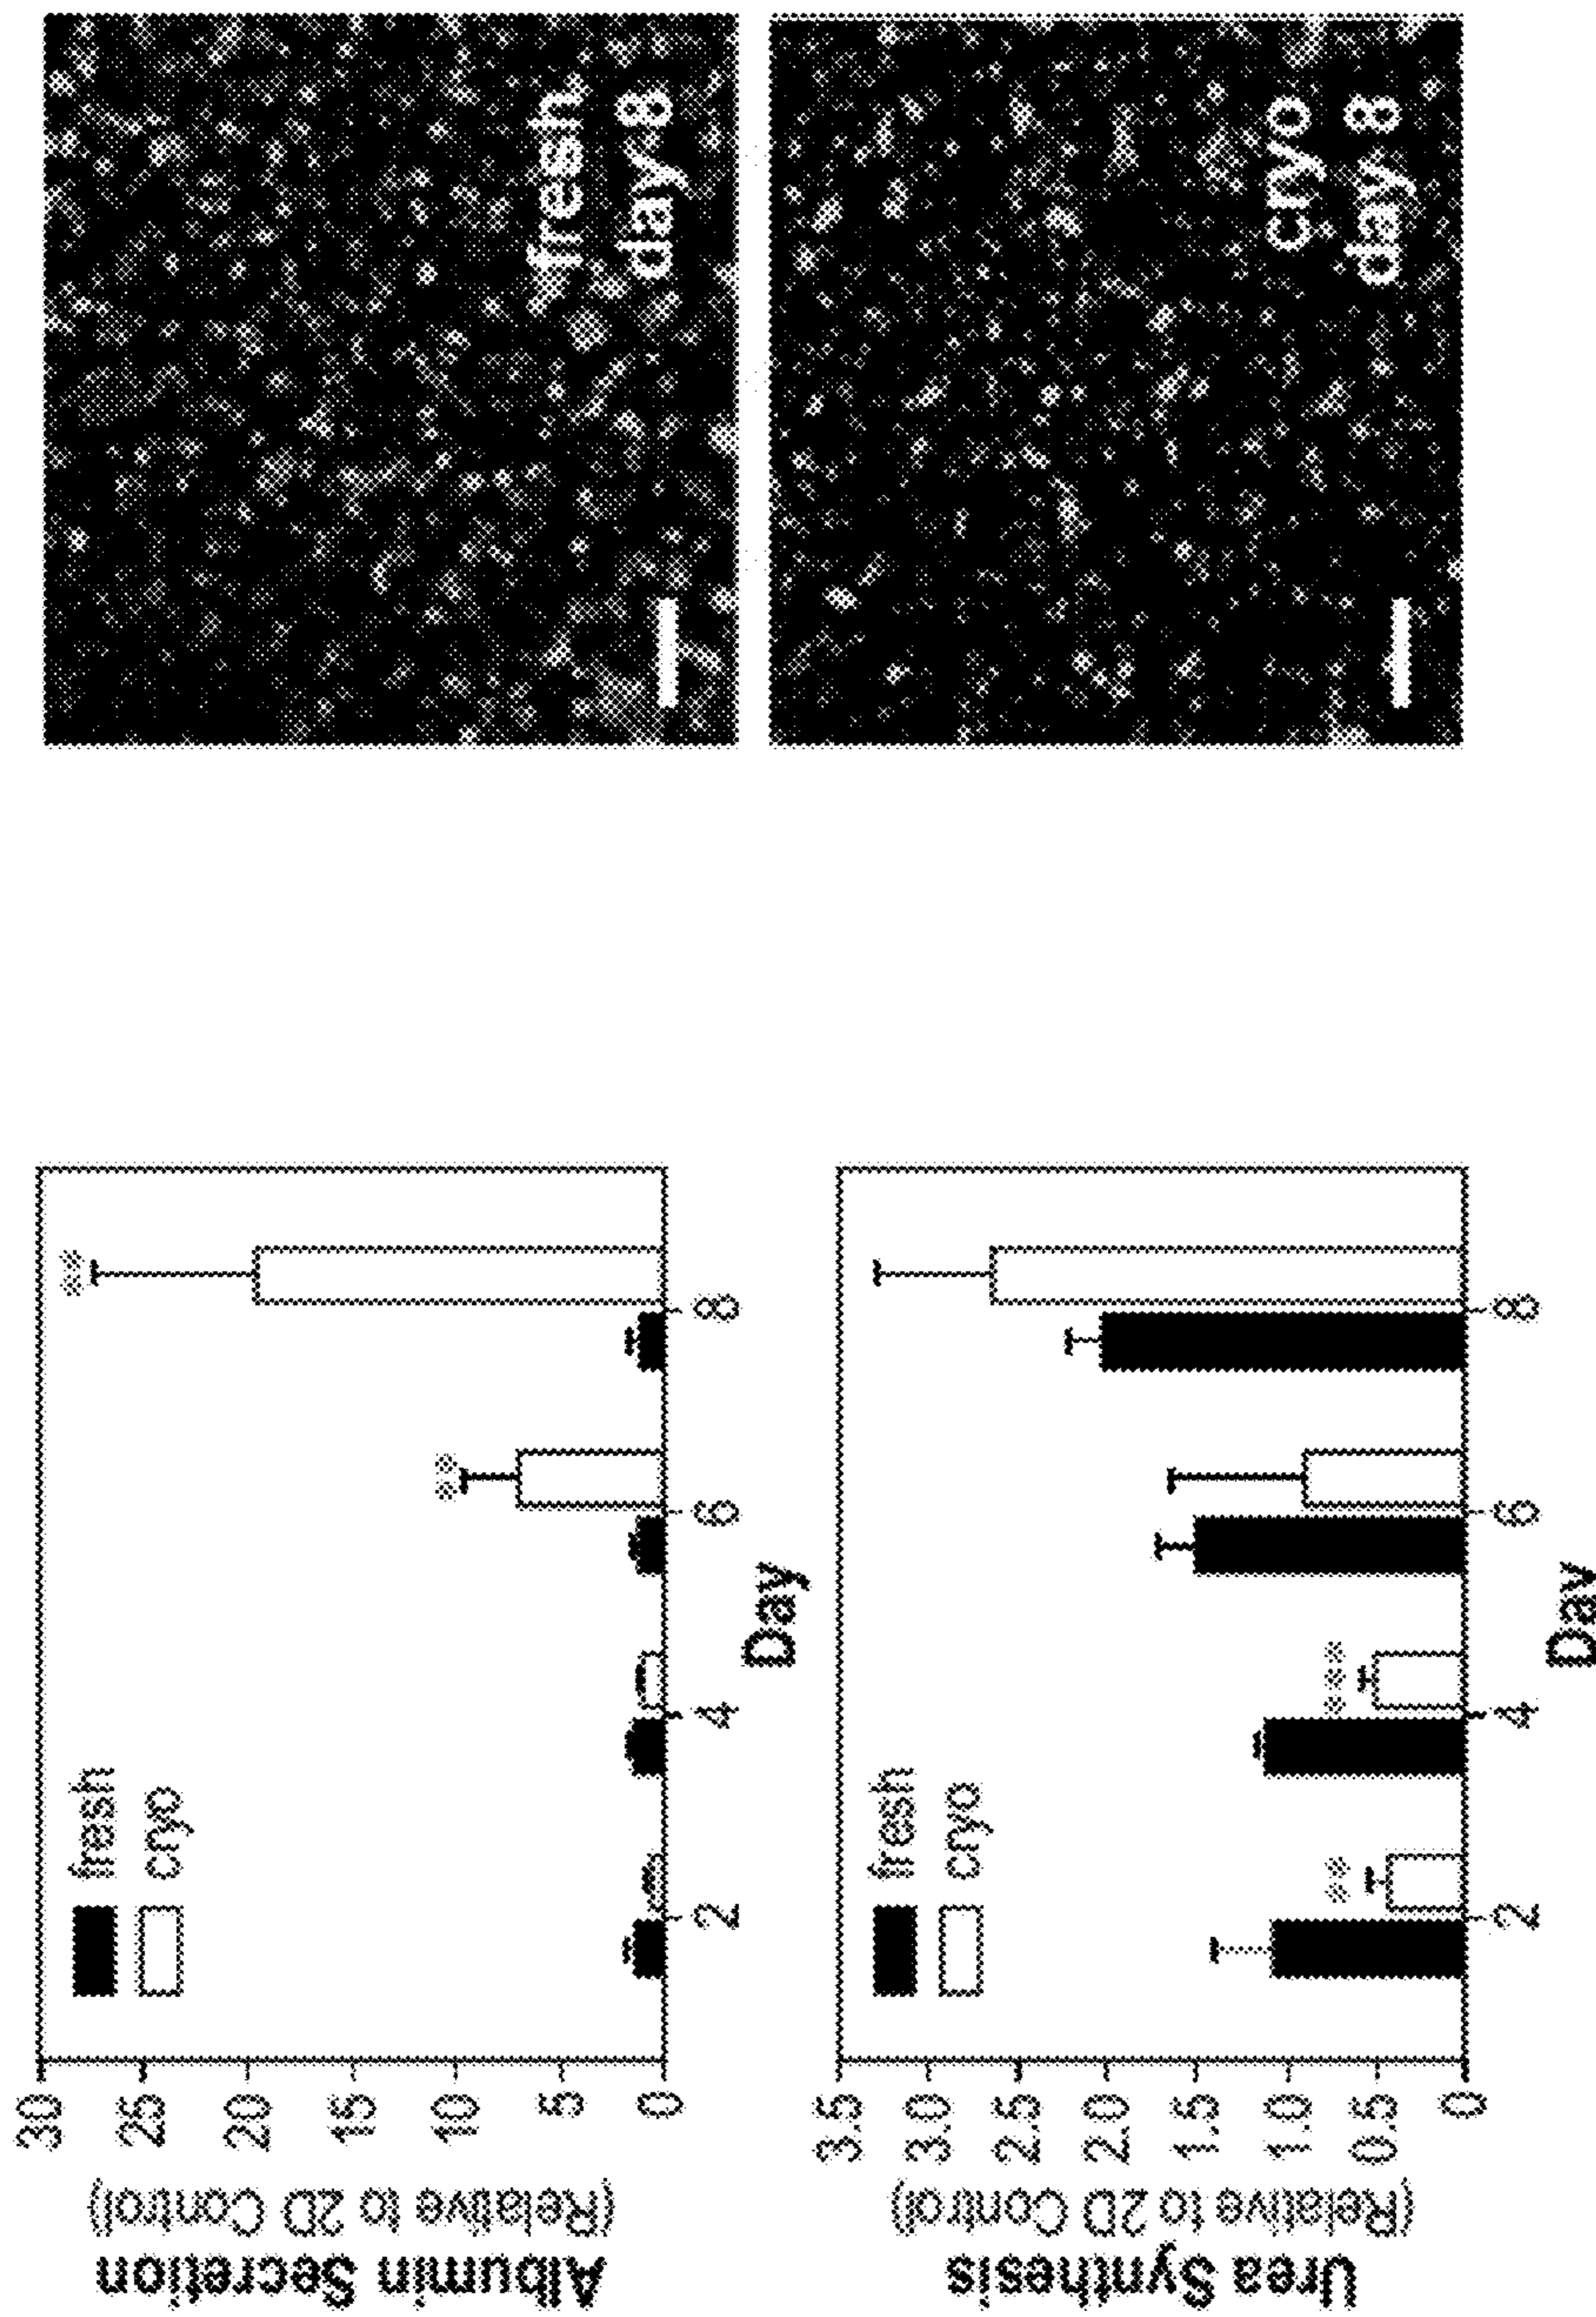 Albumin Secretion
(Relative to 2D Control)
30
25
20
15
10
5
0
fresh
cryo
**
**
2
4
6
8
Day
fresh
day 8
Urea Synthesis
(Relative to 2D Control)
3.5
3.0
2.5
2.0
1.5
1.0
0.5
0
fresh
cryo
**
***
2
4
6
8
Day
cryo
day 8